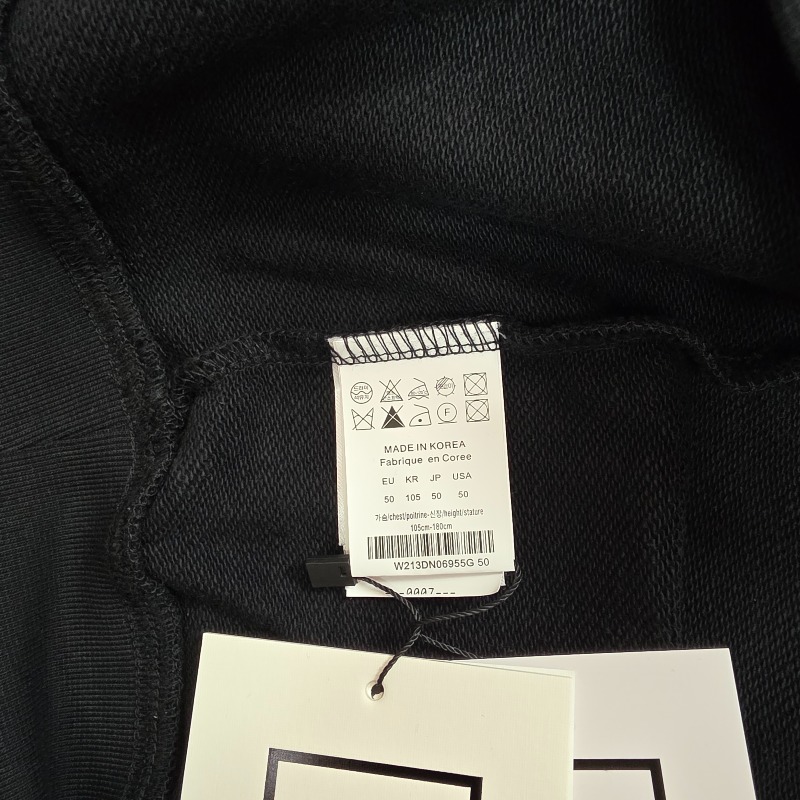 F
MADE IN KOREA
Fabrique en Coree
EU KR JP USA
50 105 50 50
가슴/chest/poitrine-신장/height/stature
105cm-180cm
W213DN06955G 50
-0007---